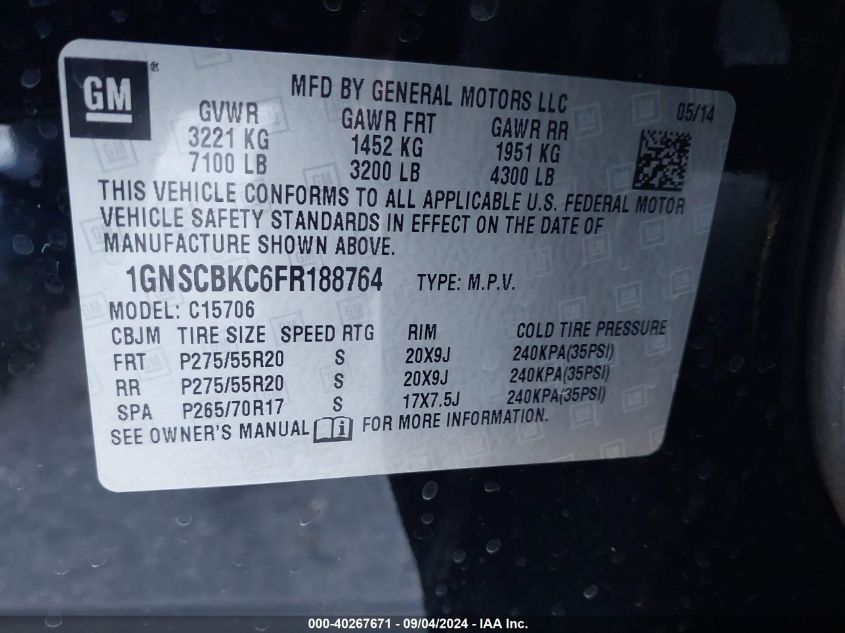 GM ®
MFD BY GENERAL MOTORS LLC
05/14
GVWR GAWR FRT GAWR RR
3221 KG 1452 KG 1951 KG
7100 LB 3200 LB 4300 LB
THIS VEHICLE CONFORMS TO ALL APPLICABLE U.S. FEDERAL MOTOR
VEHICLE SAFETY STANDARDS IN EFFECT ON THE DATE OF
MANUFACTURE SHOWN ABOVE.
1GNSCBKC6FR188764 TYPE: M.P.V.
MODEL: C15706
CBJM TIRE SIZE SPEED RTG RIM COLD TIRE PRESSURE
FRT P275/55R20 S 20X9J 240KPA(35PSI)
RR P275/55R20 S 20X9J 240KPA(35PSI)
SPA P265/70R17 S 17X7.5J 240KPA(35PSI)
SEE OWNER'S MANUAL i FOR MORE INFORMATION.
000-40267671 - 09/04/2024 - IAA Inc.